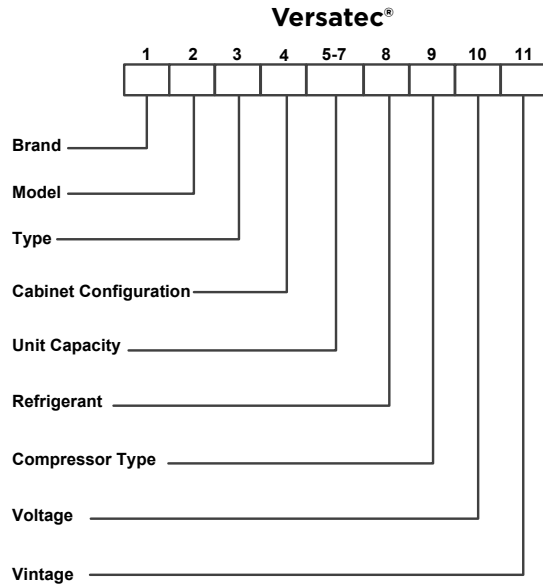 Versatec®
1 2 3 4 5-7 8 9 10 11
Brand
Model
Type
Cabinet Configuration
Unit Capacity
Refrigerant
Compressor Type
Voltage
Vintage